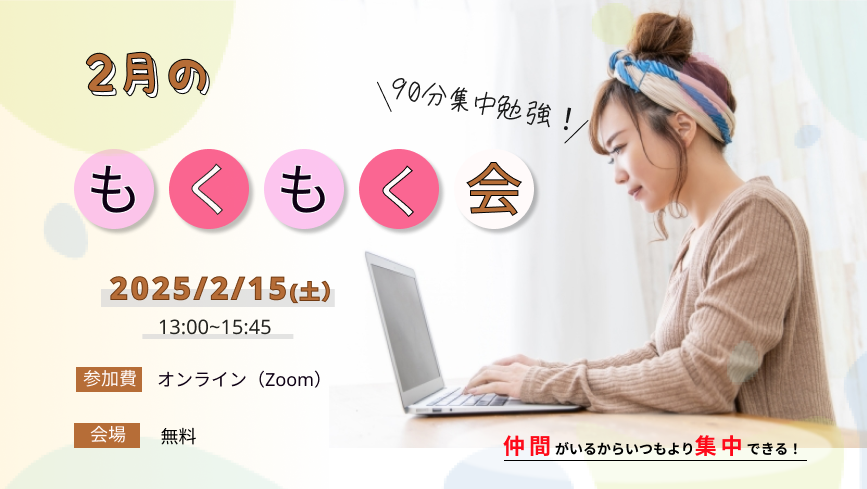 2月の
\90分集中勉強!/
もくもく会
2025/2/15(土)
13:00~15:45
参加費 オンライン（Zoom）
会場 無料
仲間がいるからいつもより集中できる！